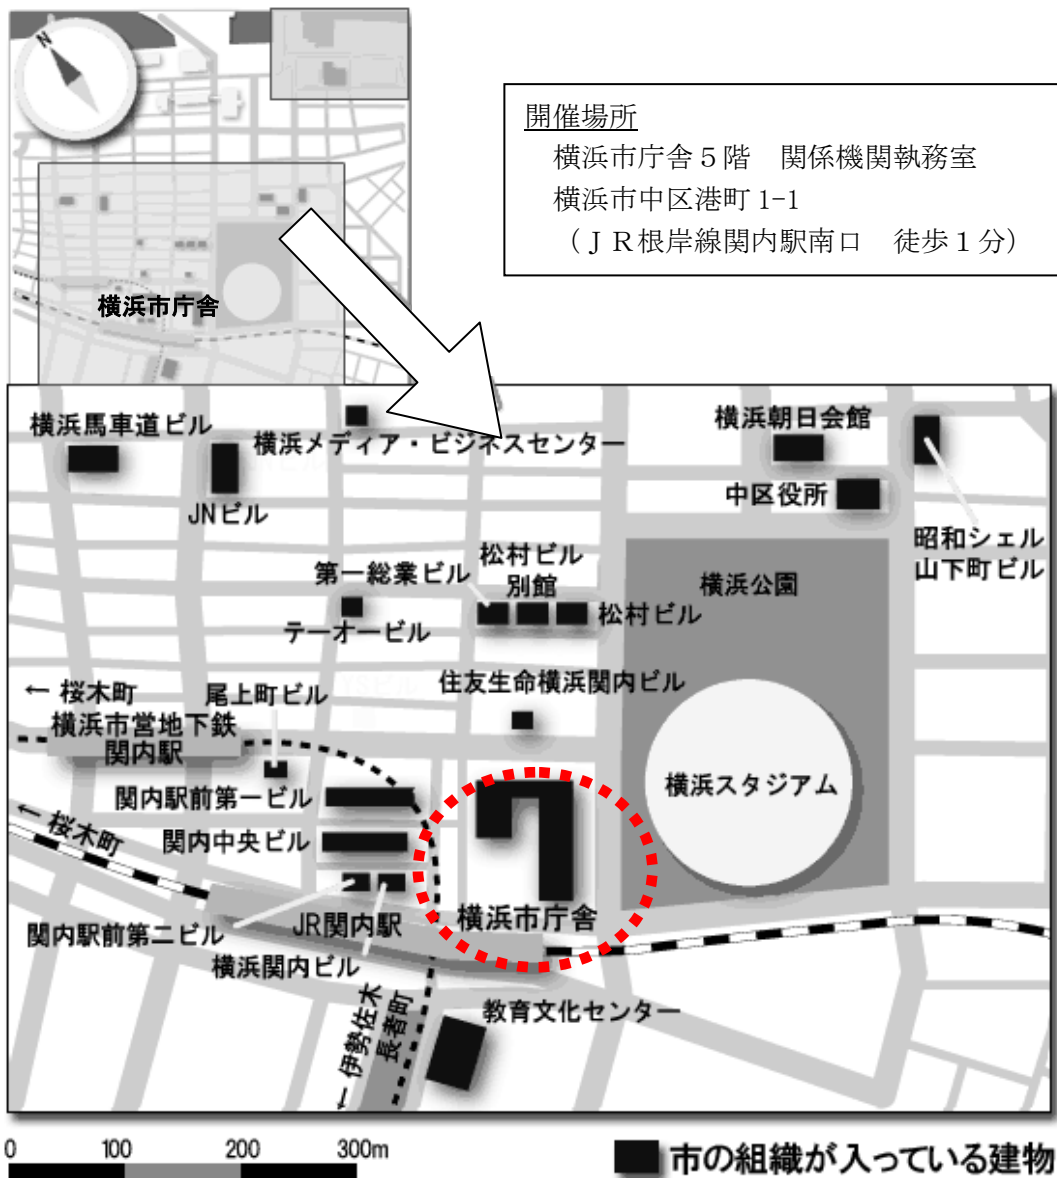 N
開催場所
横浜市庁舎5階　関係機関執務室
横浜市中区港町1-1
（ＪＲ根岸線関内駅南口　徒歩１分）
横浜市庁舎
横浜馬車道ビル
横浜メディア・ビジネスセンター
横浜朝日会館
JNビル
中区役所
昭和シェル
山下町ビル
松村ビル
別館
第一総業ビル
松村ビル
横浜公園
テーオービル
住友生命横浜関内ビル
← 桜木町
尾上町ビル
横浜市営地下鉄
関内駅
横浜スタジアム
関内駅前第一ビル
← 桜木町
関内中央ビル
横浜市庁舎
JR関内駅
関内駅前第二ビル
横浜関内ビル
教育文化センター
← 伊勢佐木
長者町
0 100 200 300m
市の組織が入っている建物